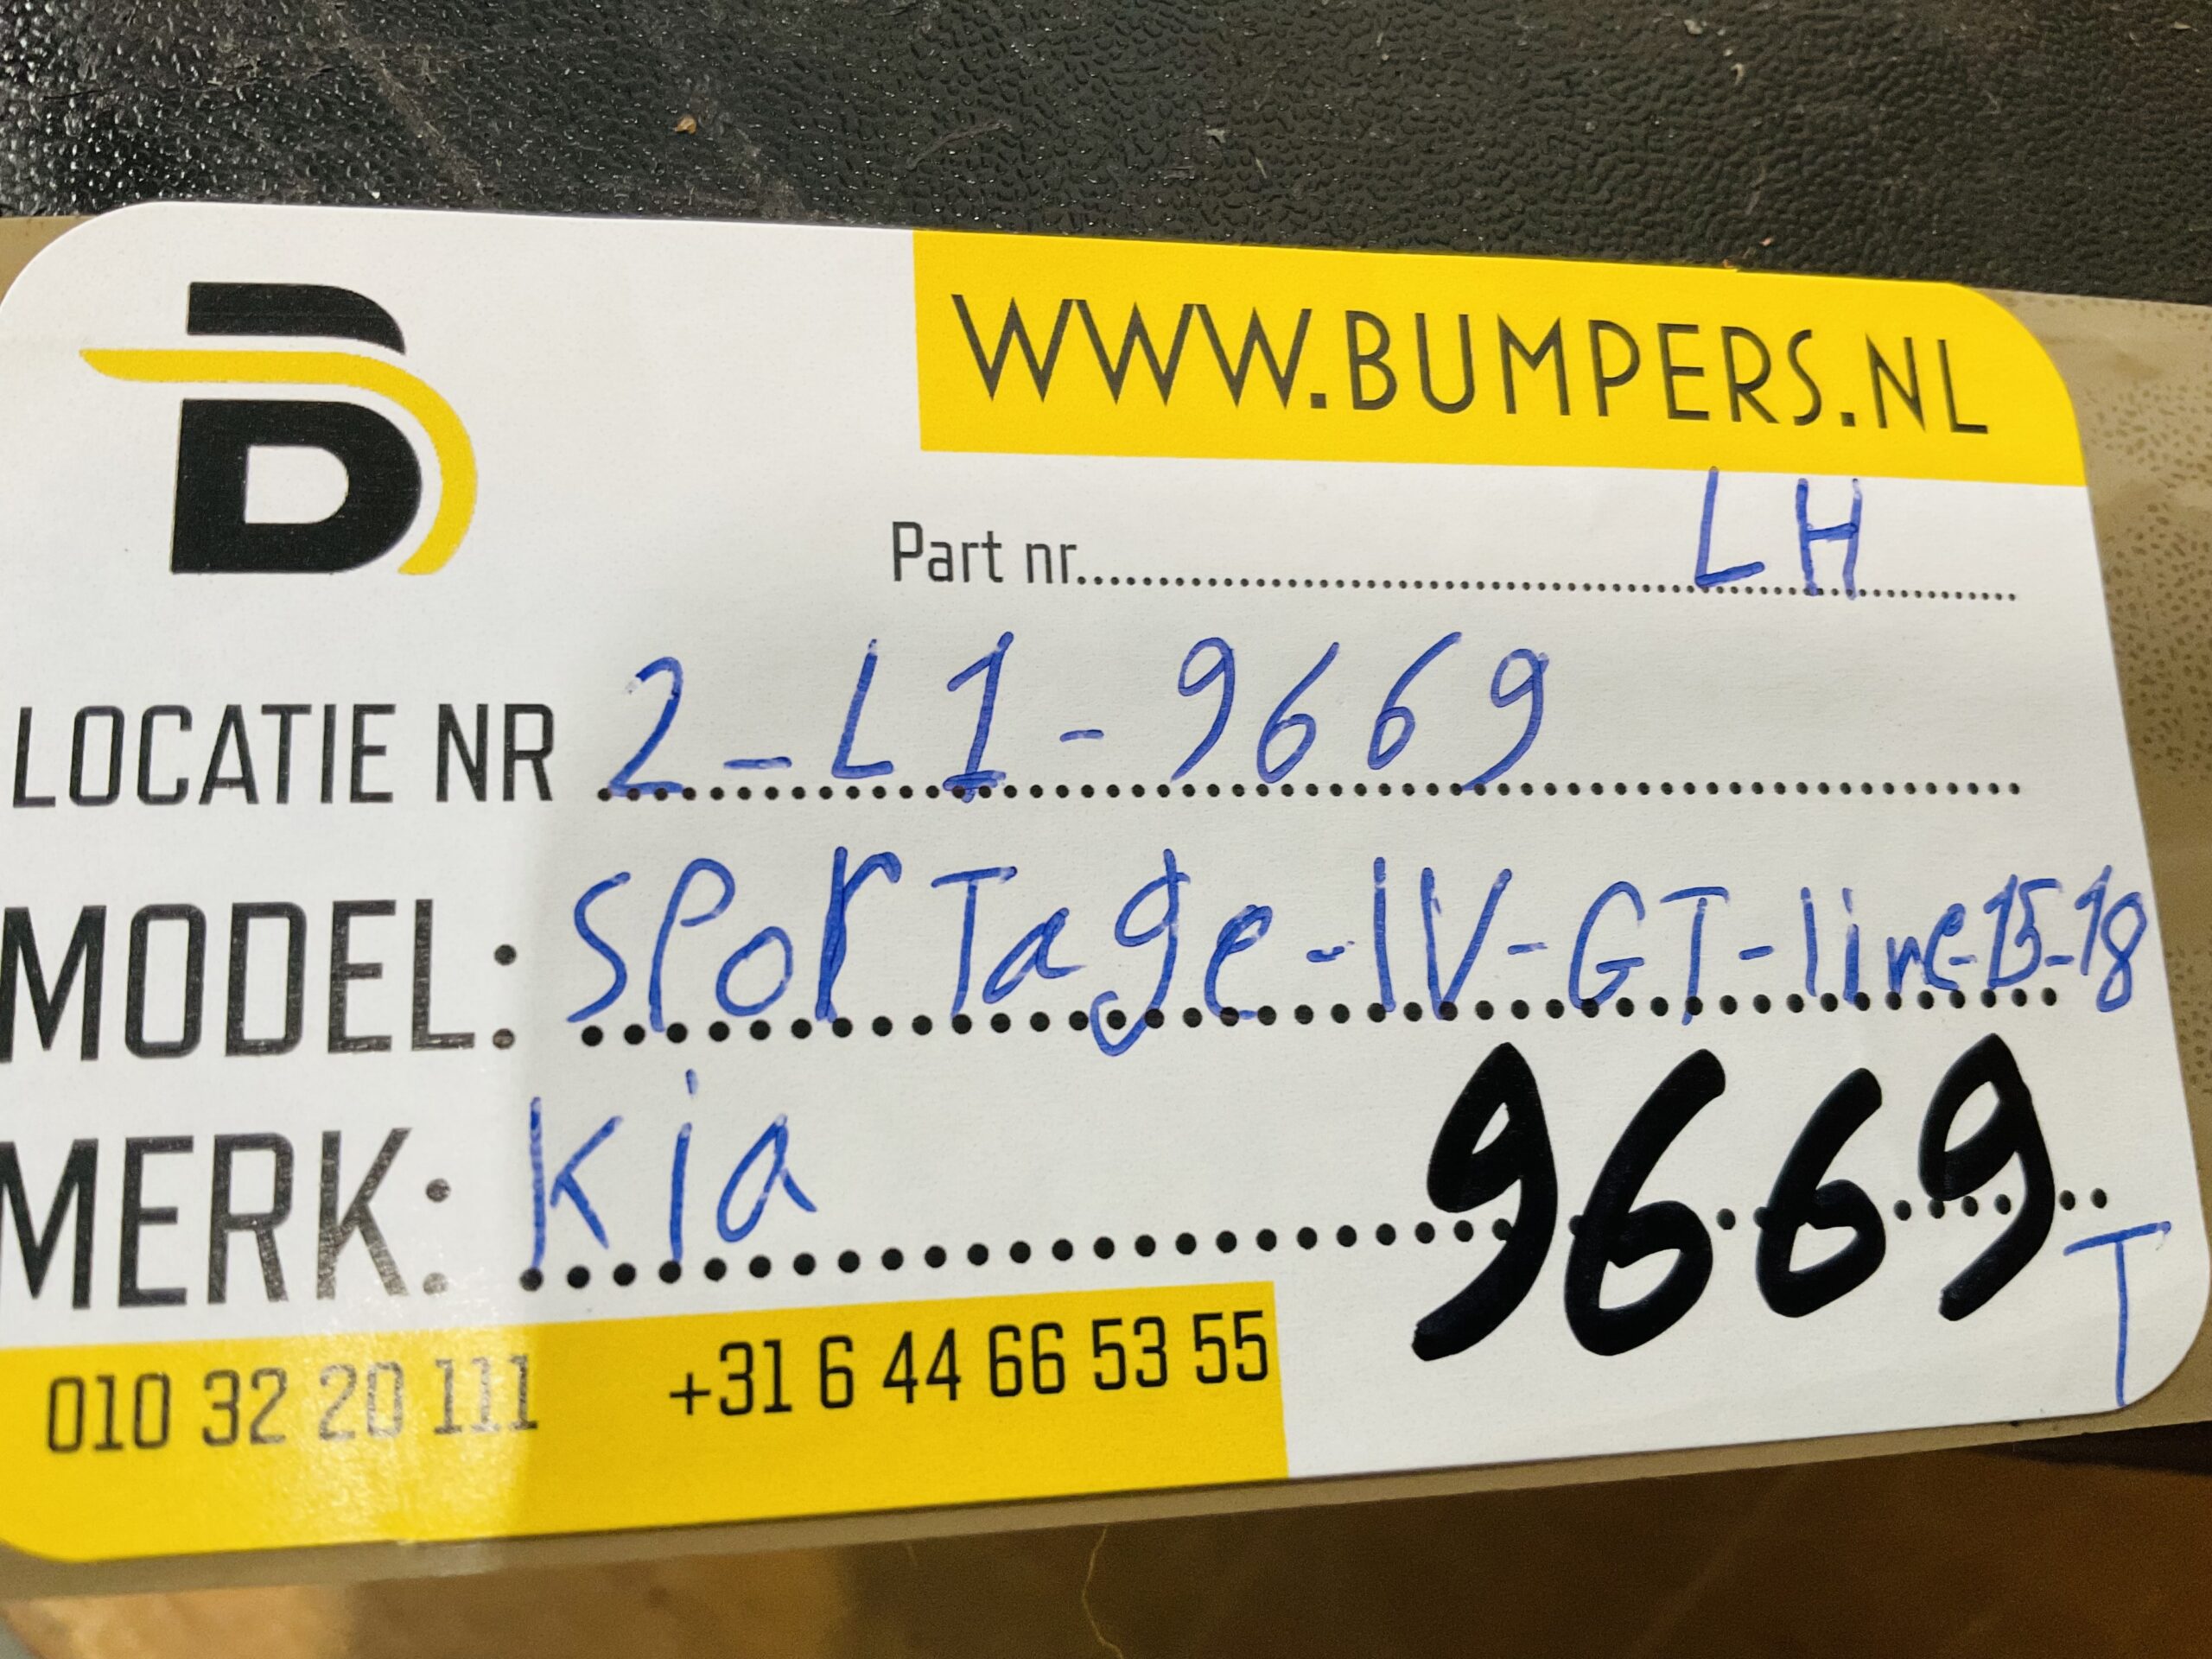 B
WWW.BUMPERS.NL
Part nr.......................... LH
LOCATIE NR 2-L1-9669
MODEL: SPorTage-IV-GT-line-15-18
MERK: Kia
9669
T
010 32 20 111 +31 6 44 66 53 55